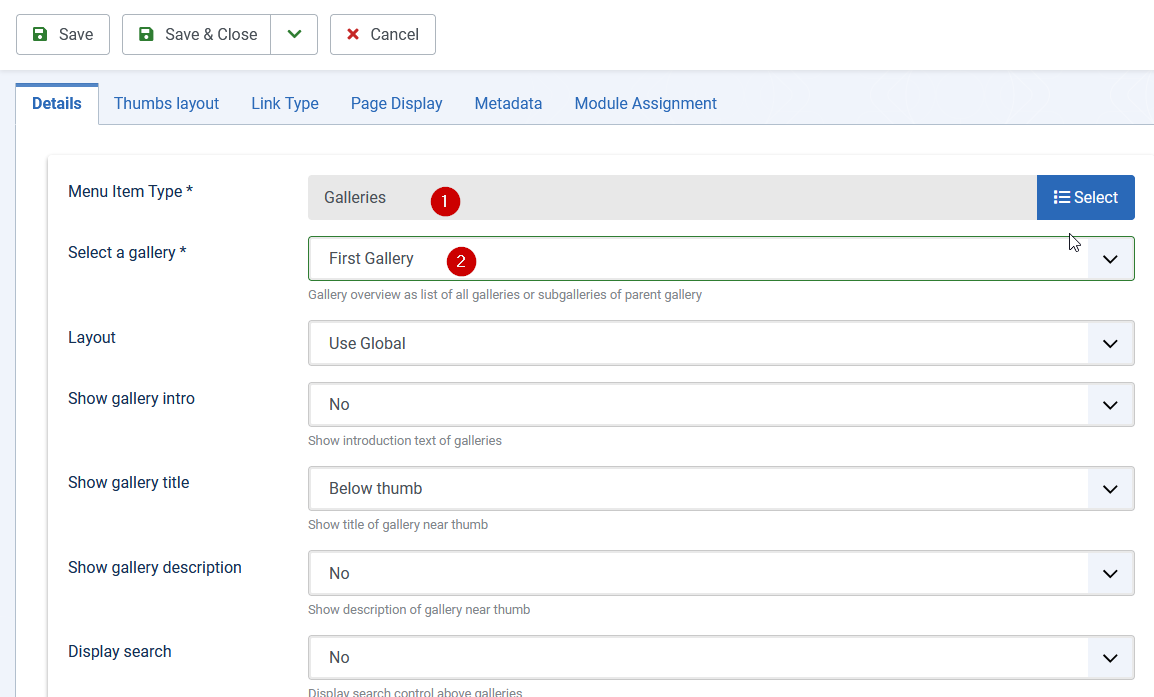 Save
Save & Close
Cancel
Details
Thumbs layout
Link Type
Page Display
Metadata
Module Assignment
Menu Item Type *
Galleries
1
Select
Select a gallery *
First Gallery
2
Gallery overview as list of all galleries or subgalleries of parent gallery
Layout
Use Global
Show gallery intro
No
Show introduction text of galleries
Show gallery title
Below thumb
Show title of gallery near thumb
Show gallery description
No
Show description of gallery near thumb
Display search
No
Display search control above galleries